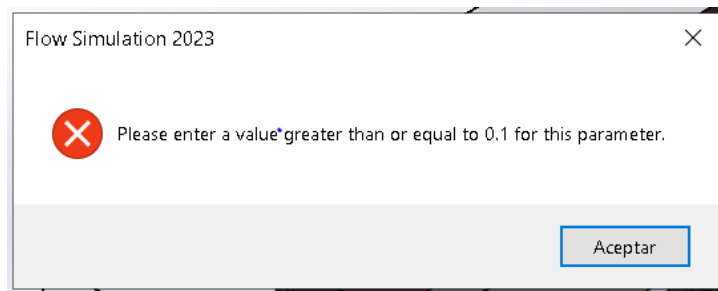 Flow Simulation 2023
Please enter a value greater than or equal to 0.1 for this parameter.
Aceptar